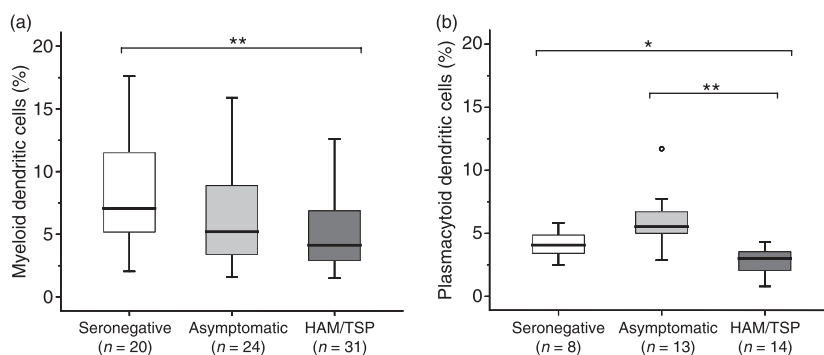 (a)
Myeloid dendritic cells (%)
20
15
10
5
0
**
Seronegative
(n = 20)
Asymptomatic
(n = 24)
HAM/TSP
(n = 31)
(b)
Plasmacytoid dendritic cells (%)
20
15
10
5
0
*
**
Seronegative
(n = 8)
Asymptomatic
(n = 13)
HAM/TSP
(n = 14)